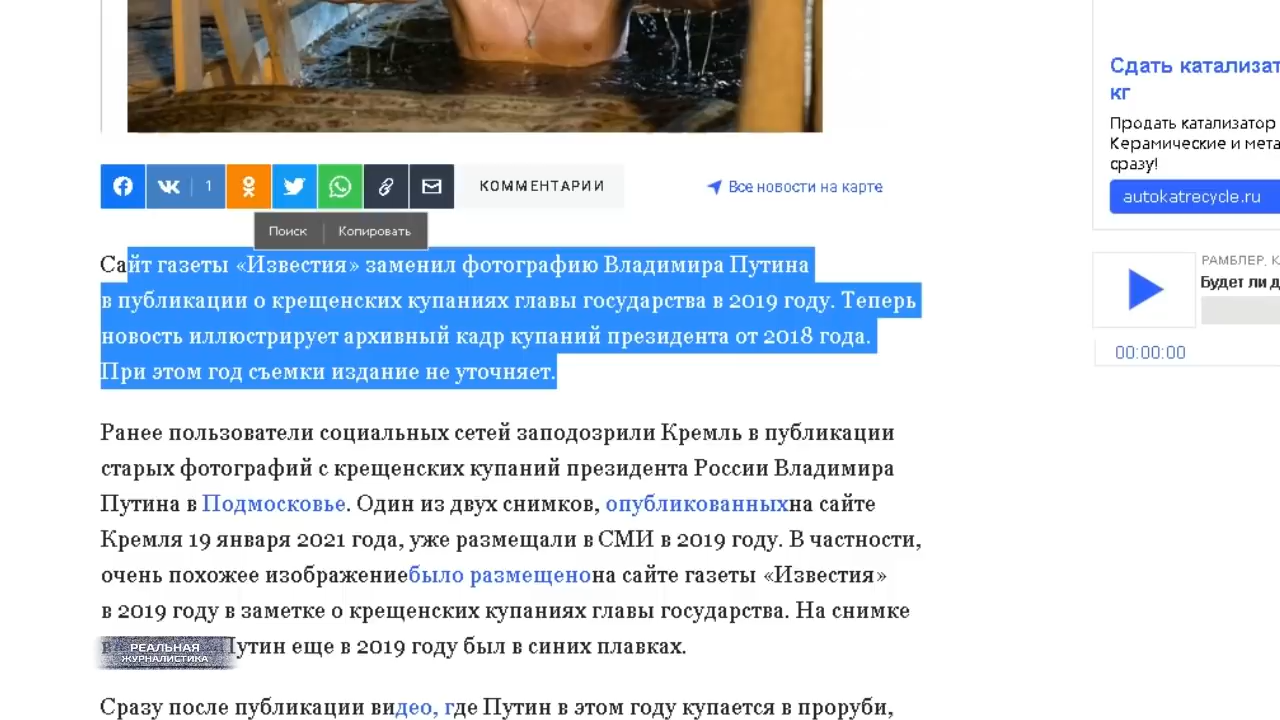 Сдать катализат
кг
Продать катализатор
Керамические и мета
сразу!
autokatrecycle.ru
1
КОММЕНТАРИИ
Все новости на карте
Поиск
Копировать
Сайт газеты «Известия» заменил фотографию Владимира Путина
в публикации о крещенских купаниях главы государства в 2019 году. Теперь
новость иллюстрирует архивный кадр купаний президента от 2018 года.
При этом год съемки издание не уточняет.
РАМБЛЕР, К
Будет ли д
00:00:00
Ранее пользователи социальных сетей заподозрили Кремль в публикации
старых фотографий с крещенских купаний президента России Владимира
Путина в Подмосковье. Один из двух снимков, опубликованныхна сайте
Кремля 19 января 2021 года, уже размещали в СМИ в 2019 году. В частности,
очень похожее изображениебыло размещенона сайте газеты «Известия»
в 2019 году в заметке о крещенских купаниях главы государства. На снимке
Путин еще в 2019 году был в синих плавках.
РЕАЛЬНАЯ
ЖУРНАЛИСТИКА
Сразу после публикации видео, где Путин в этом году купается в проруби,